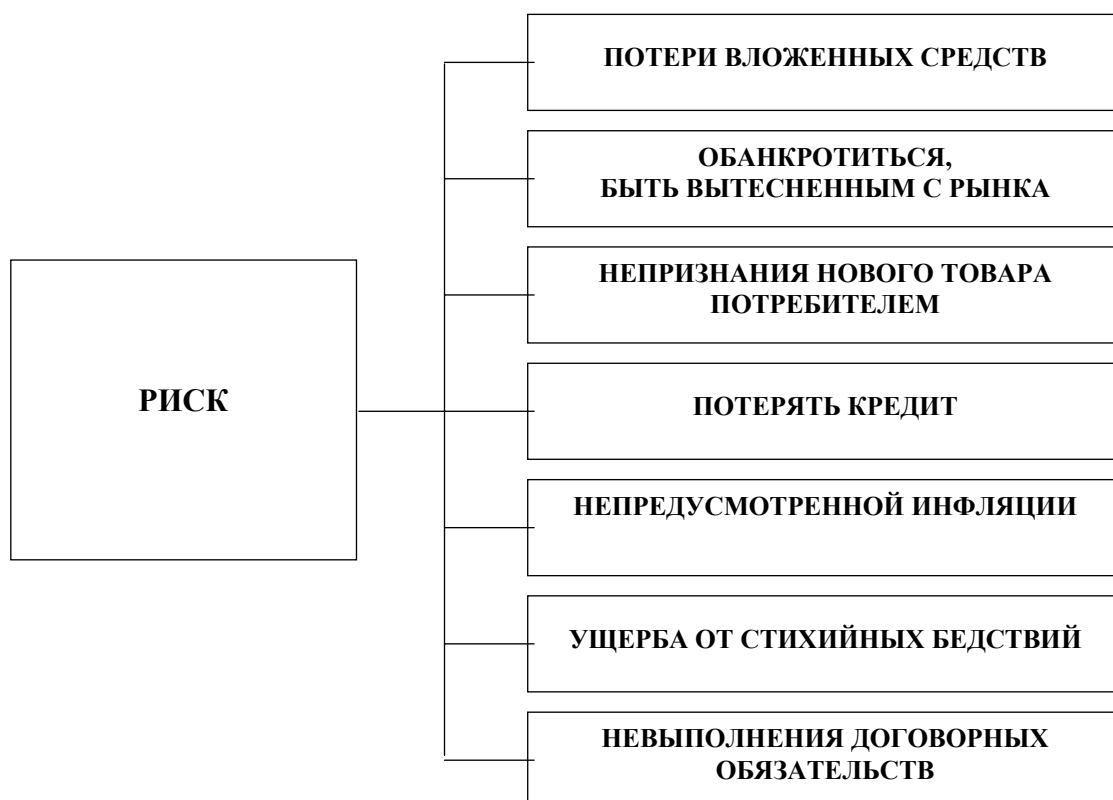 ПОТЕРИ ВЛОЖЕННЫХ СРЕДСТВ
ОБАНКРОТИТЬСЯ,
БЫТЬ ВЫТЕСНЕННЫМ С РЫНКА
НЕПРИЗНАНИЯ НОВОГО ТОВАРА
ПОТРЕБИТЕЛЕМ
РИСК
ПОТЕРЯТЬ КРЕДИТ
НЕПРЕДУСМОТРЕННОЙ ИНФЛЯЦИИ
УЩЕРБА ОТ СТИХИЙНЫХ БЕДСТВИЙ
НЕВЫПОЛНЕНИЯ ДОГОВОРНЫХ
ОБЯЗАТЕЛЬСТВ